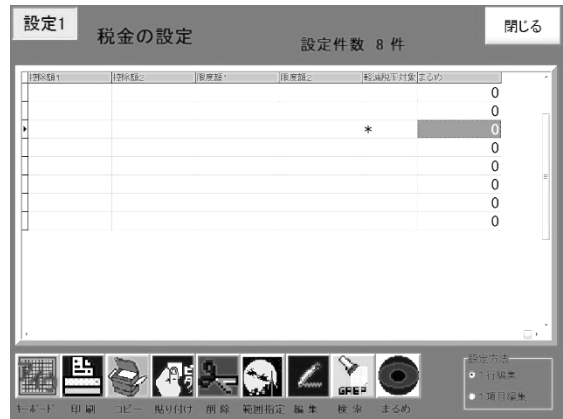 設定1
税金の設定
設定件数 8 件
閉じる
控除額1 控除額2 限度額1 限度額2 軽減税率対象 まるめ
0
0
* 0
0
0
0
0
0
キーボード 印刷 コピー 貼り付け 削除 範囲指定 編集 検索 まるめ
GREP
設定方法
1行編集
1項目編集